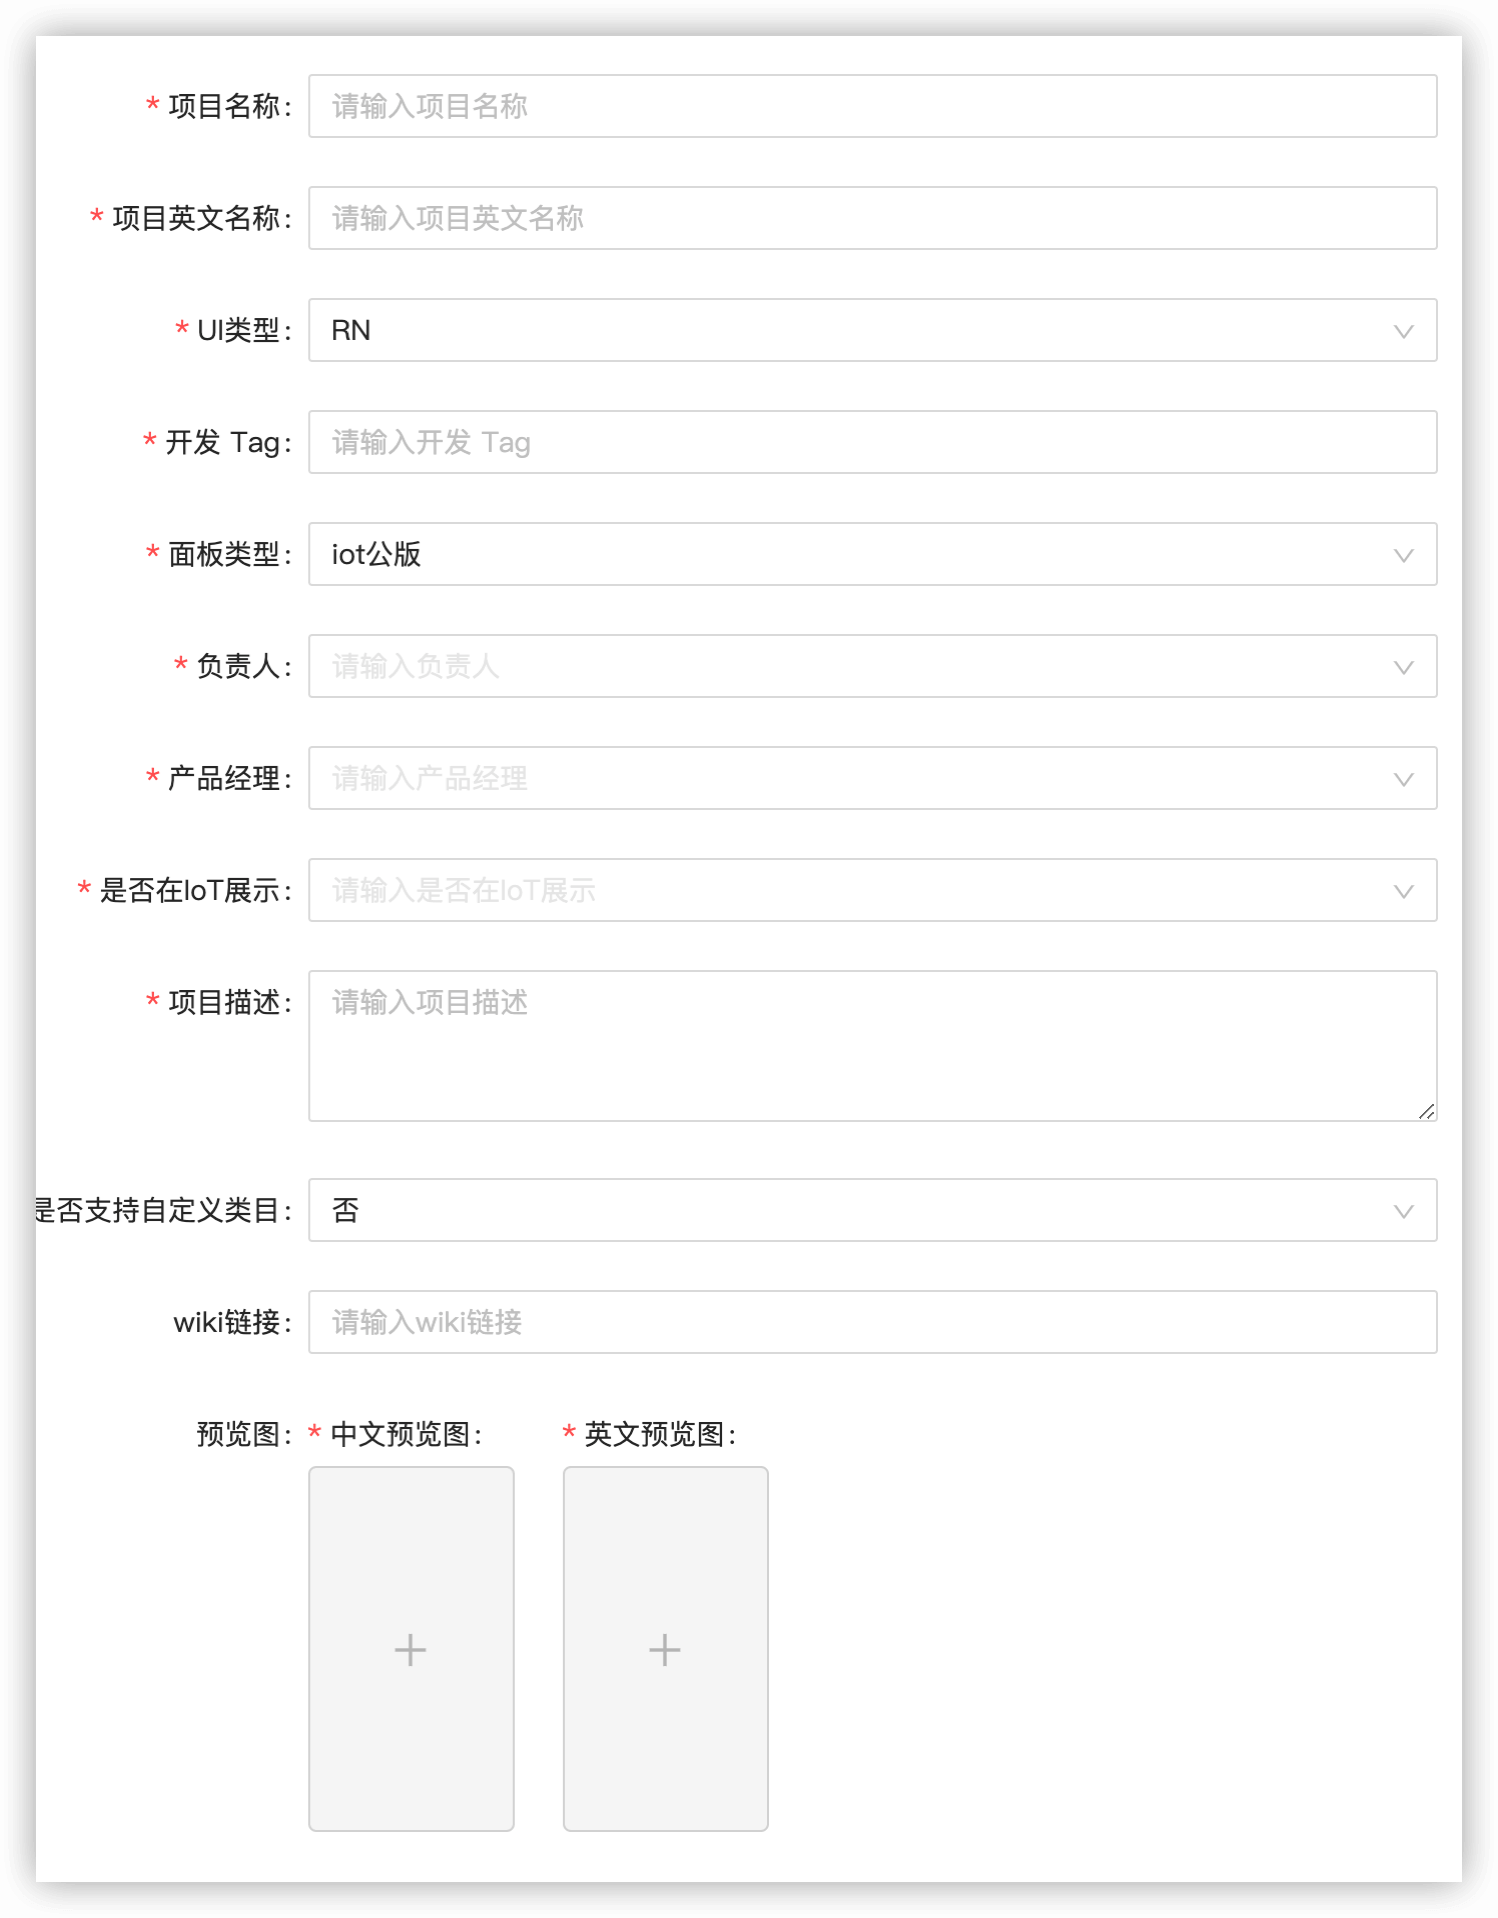 * 项目名称: 请输入项目名称
* 项目英文名称: 请输入项目英文名称
* UI类型: RN
* 开发 Tag: 请输入开发 Tag
* 面板类型: iot公版
* 负责人: 请输入负责人
* 产品经理: 请输入产品经理
* 是否在IoT展示: 请输入是否在IoT展示
* 项目描述: 请输入项目描述
是否支持自定义类目: 否
wiki链接: 请输入wiki链接
预览图: * 中文预览图: * 英文预览图: